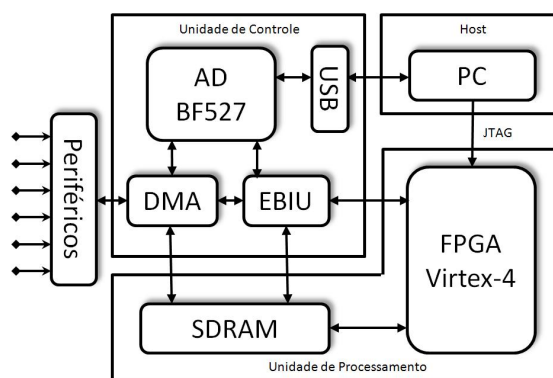 Unidade de Controle
Host
AD
BF527
USB
PC
JTAG
Periféricos
DMA
EBIU
FPGA
Virtex-4
SDRAM
Unidade de Processamento